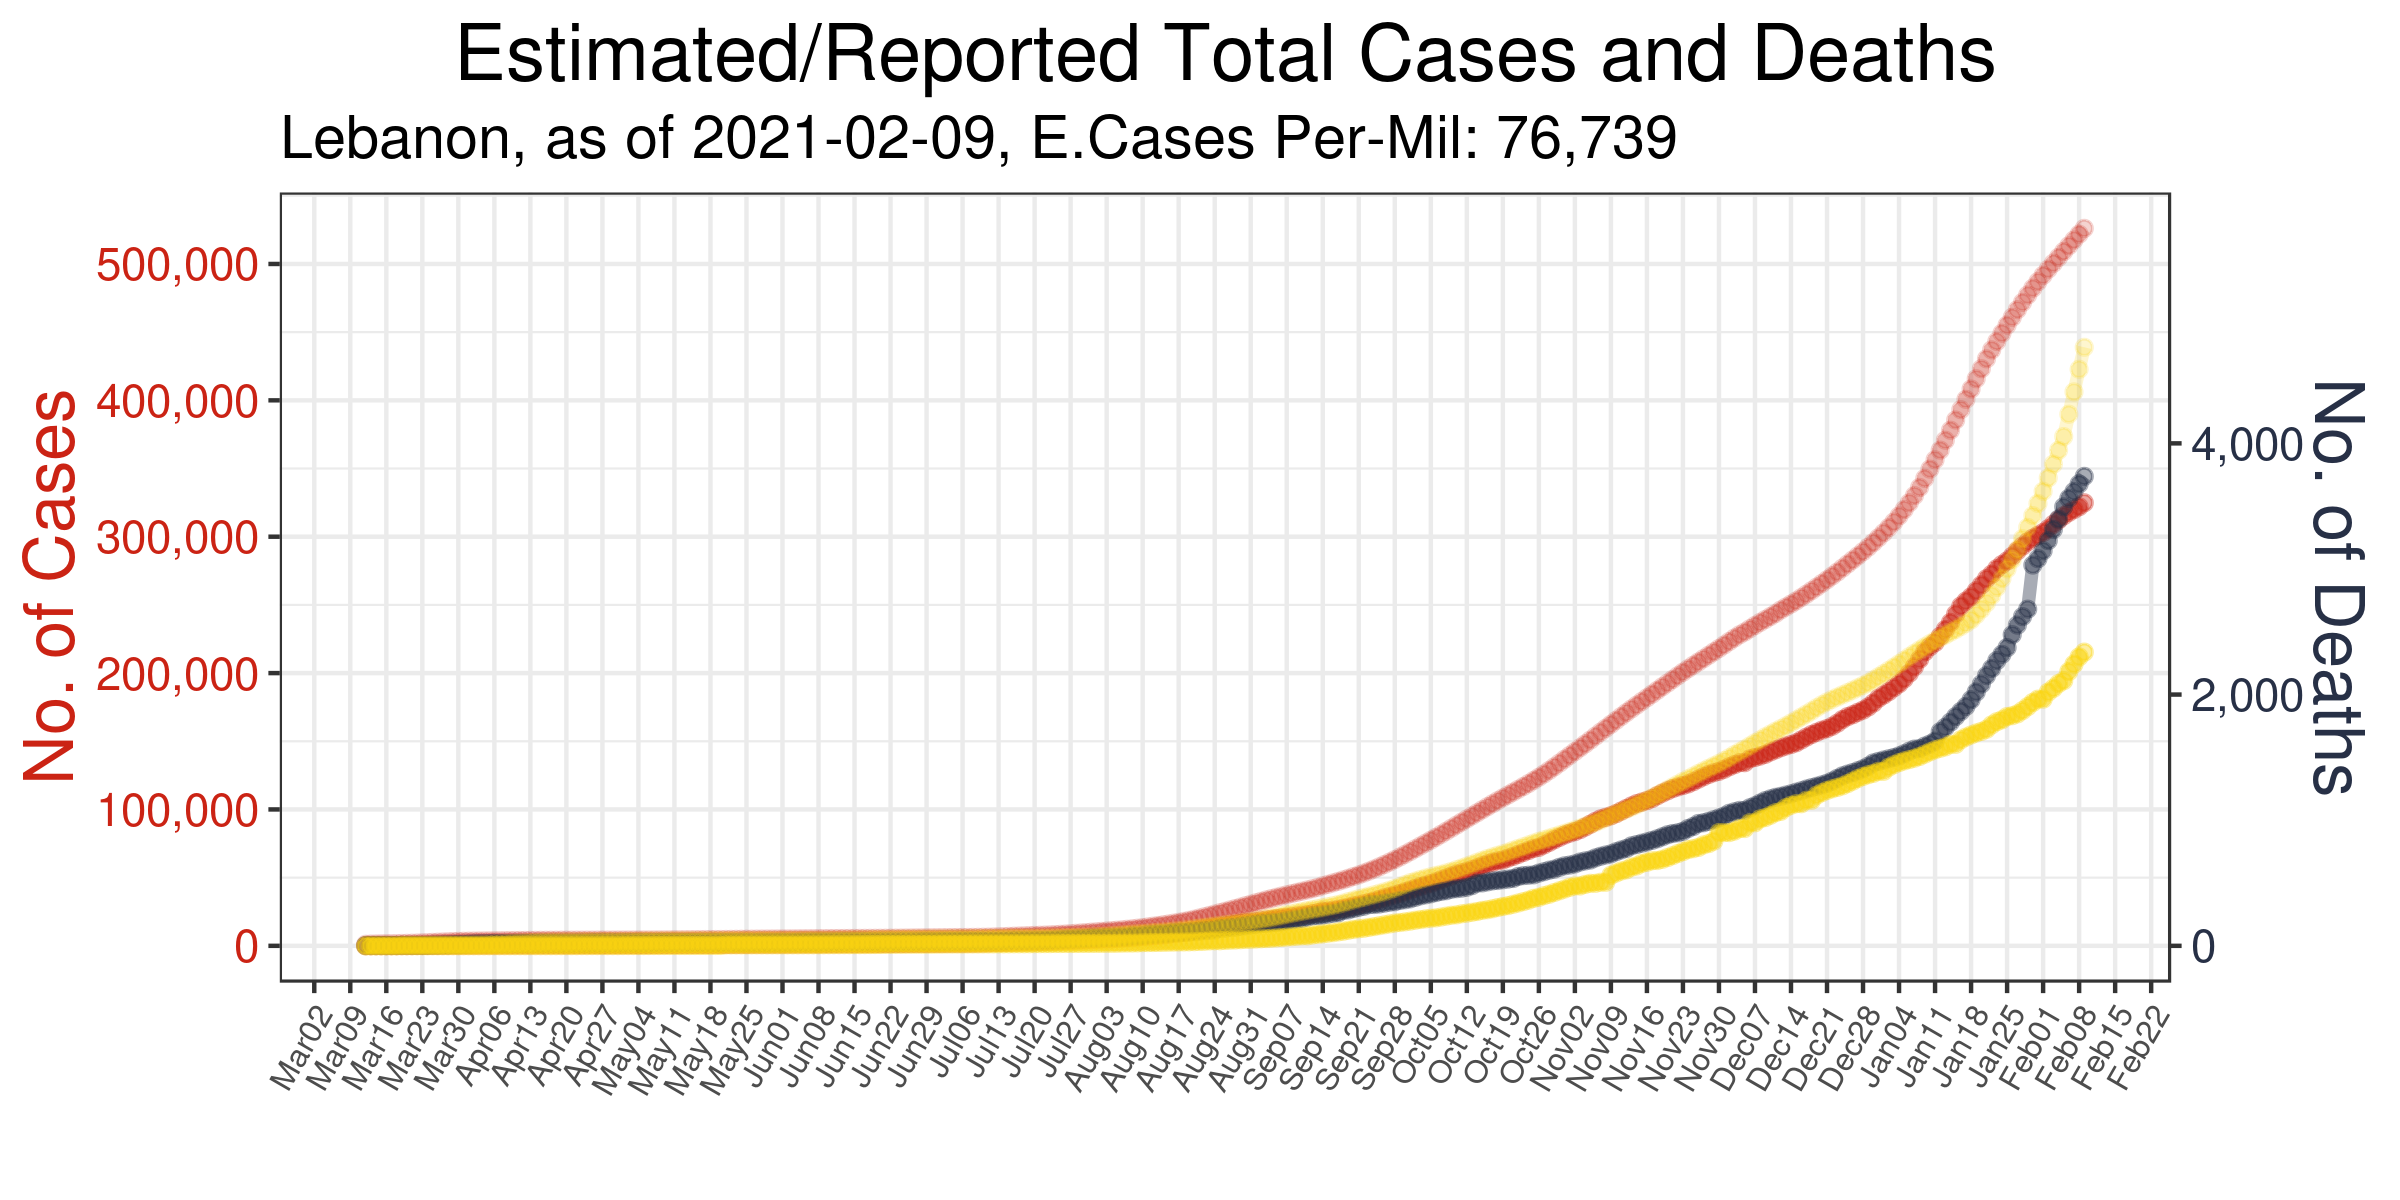 Estimated/Reported Total Cases and Deaths
Lebanon, as of 2021-02-09, E.Cases Per-Mil: 76,739
No. of Cases
500,000
400,000
300,000
200,000
100,000
0
No. of Deaths
4,000
2,000
0
Mar02
Mar09
Mar16
Mar23
Mar30
Apr06
Apr13
Apr20
Apr27
May04
May11
May18
May25
Jun01
Jun08
Jun15
Jun22
Jun29
Jul06
Jul13
Jul20
Jul27
Aug03
Aug10
Aug17
Aug24
Aug31
Sep07
Sep14
Sep21
Sep28
Oct05
Oct12
Oct19
Oct26
Nov02
Nov09
Nov16
Nov23
Nov30
Dec07
Dec14
Dec21
Dec28
Jan04
Jan11
Jan18
Jan25
Feb01
Feb08
Feb15
Feb22